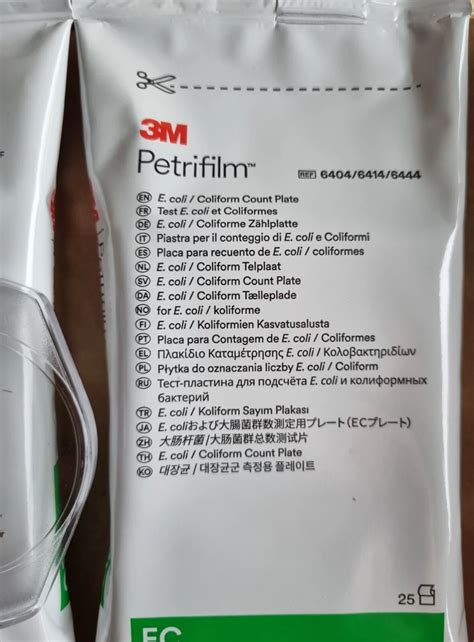 3M
Petrifilm™
REF 6404/6414/6444
EN E. coli / Coliform Count Plate
FR Test E. coli et Coliformes
DE E. coli / Coliforme Zählplatte
IT Piastra per il conteggio di E. coli e Coliformi
ES Placa para recuento de E. coli / coliformes
NL E. coli / Coliform Telplaat
SV E. coli / Coliform Count Plate
DA E. coli / Coliform Tælleplade
NO for E. coli / koliforme
FI E. coli / Koliformien Kasvatusalusta
PT Placa para Contagem de E. coli / Coliformes
EL Πλακίδιο Καταμέτρησης E. coli / Κολοβακτηριδίων
PL Płytka do oznaczania liczby E. coli / Coliform
RU Тест-пластина для подсчёта E. coli и колиформных
бактерий
TR E. coli / Koliform Sayım Plakası
JA E. coliおよび大腸菌群数測定用プレート(ECプレート)
ZH 大肠杆菌/大肠菌群总数测试片
TH E. coli / Coliform Count Plate
KO 대장균 / 대장균군 측정용 플레이트
25
EC